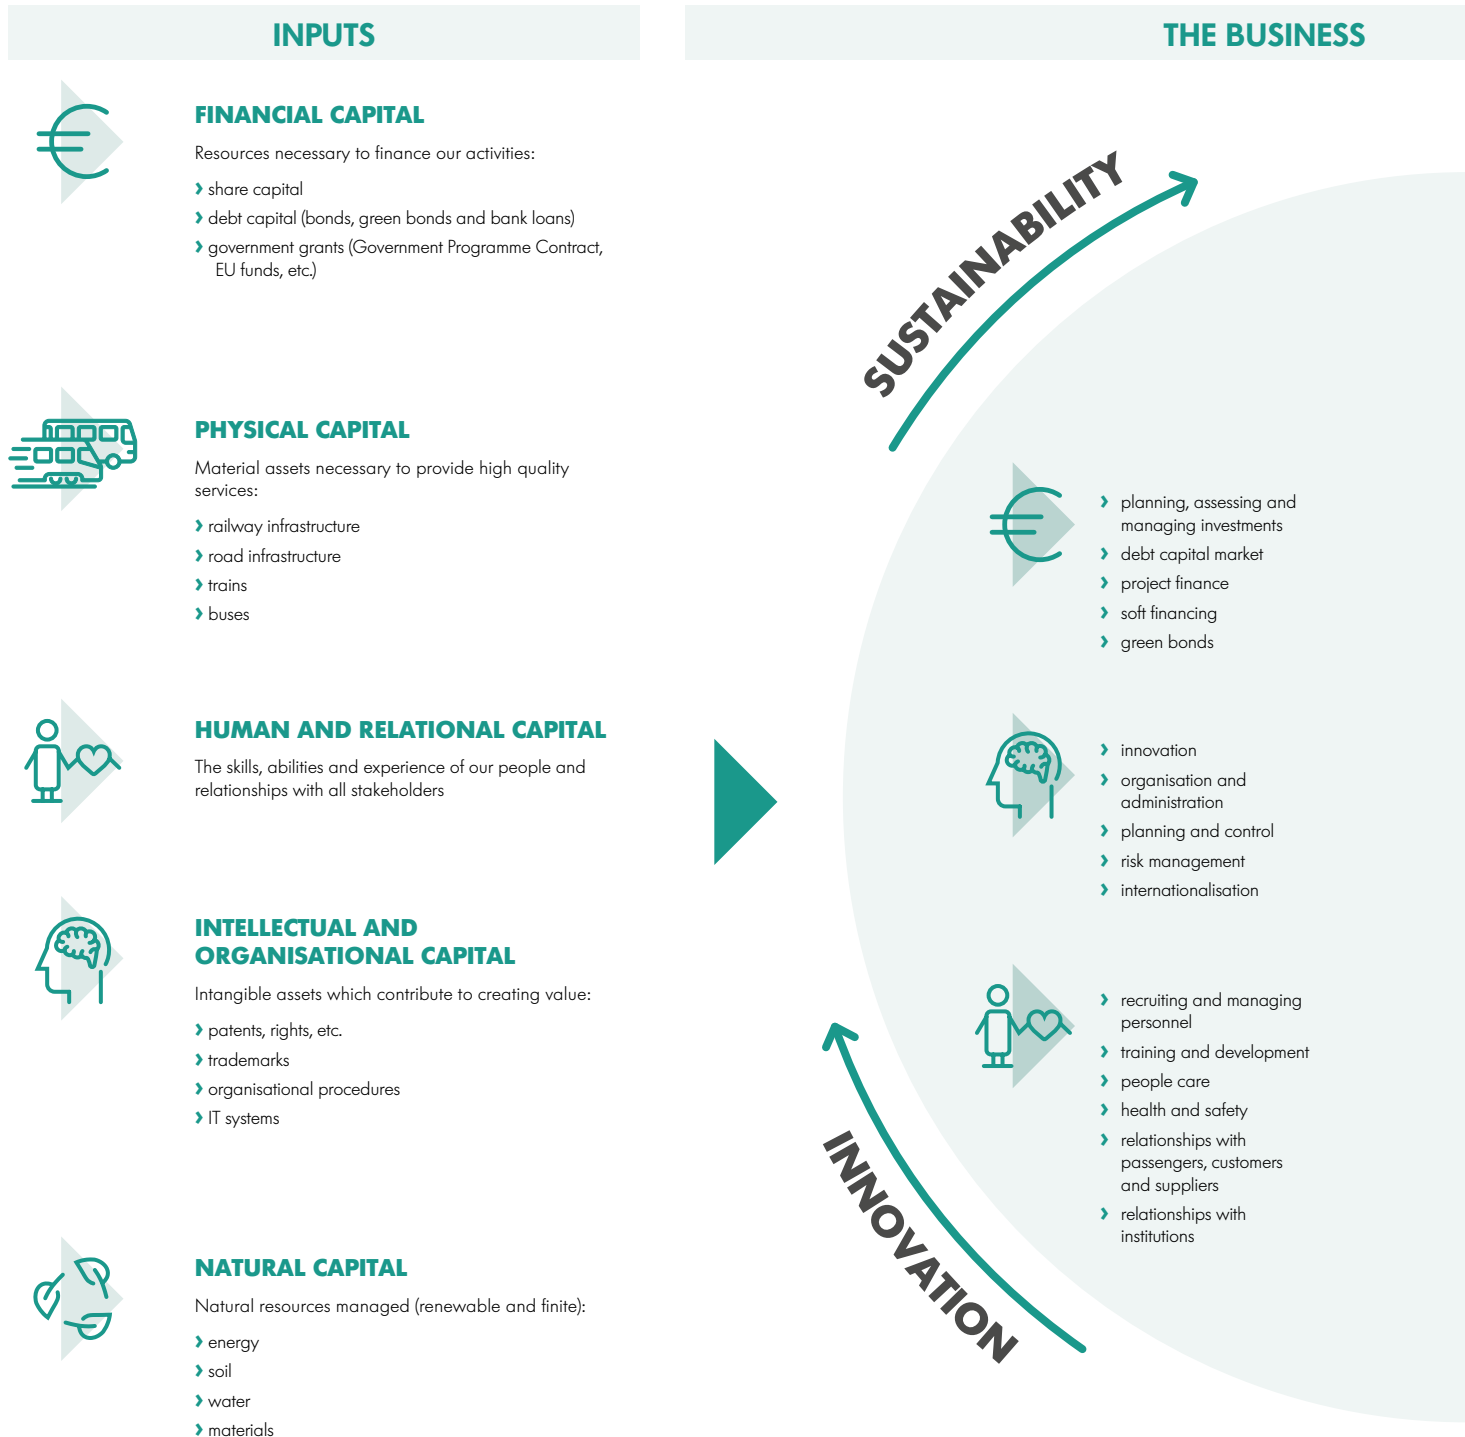 INPUTS
FINANCIAL CAPITAL
Resources necessary to finance our activities:
› share capital
› debt capital (bonds, green bonds and bank loans)
› government grants (Government Programme Contract,
EU funds, etc.)
PHYSICAL CAPITAL
Material assets necessary to provide high quality
services:
› railway infrastructure
› road infrastructure
› trains
› buses
HUMAN AND RELATIONAL CAPITAL
The skills, abilities and experience of our people and
relationships with all stakeholders
INTELLECTUAL AND
ORGANISATIONAL CAPITAL
Intangible assets which contribute to creating value:
› patents, rights, etc.
› trademarks
› organisational procedures
› IT systems
NATURAL CAPITAL
Natural resources managed (renewable and finite):
› energy
› soil
› water
› materials
THE BUSINESS
SUSTAINABILITY
› planning, assessing and
managing investments
› debt capital market
› project finance
› soft financing
› green bonds
› innovation
› organisation and
administration
› planning and control
› risk management
› internationalisation
› recruiting and managing
personnel
› training and development
› people care
› health and safety
› relationships with
passengers, customers
and suppliers
› relationships with
institutions
INNOVATION